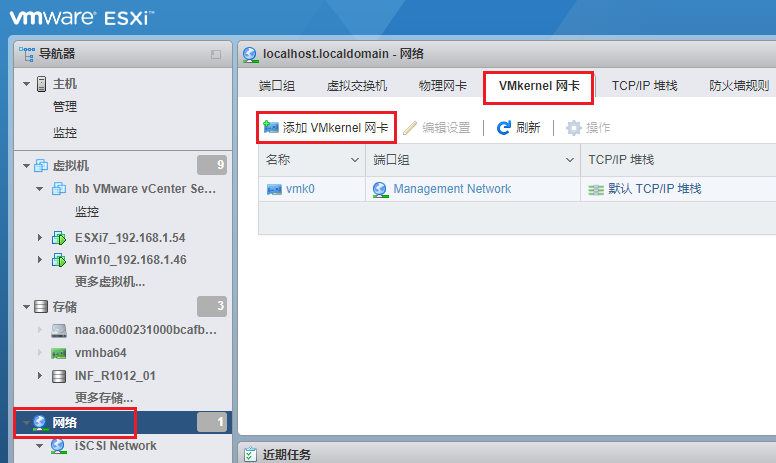 vmware ESXi™
导航器
主机
管理
监控
虚拟机 9
hb VMware vCenter Se...
监控
ESXi7_192.168.1.54
Win10_192.168.1.46
更多虚拟机...
存储 3
naa.600d0231000bcafb...
vmhba64
INF_R1012_01
更多存储...
网络 1
iSCSI Network
localhost.localdomain - 网络
端口组 虚拟交换机 物理网卡 VMkernel 网卡 TCP/IP 堆栈 防火墙规则
添加 VMkernel 网卡 编辑设置 刷新 操作
名称 端口组 TCP/IP 堆栈
vmk0 Management Network 默认 TCP/IP 堆栈
近期任务